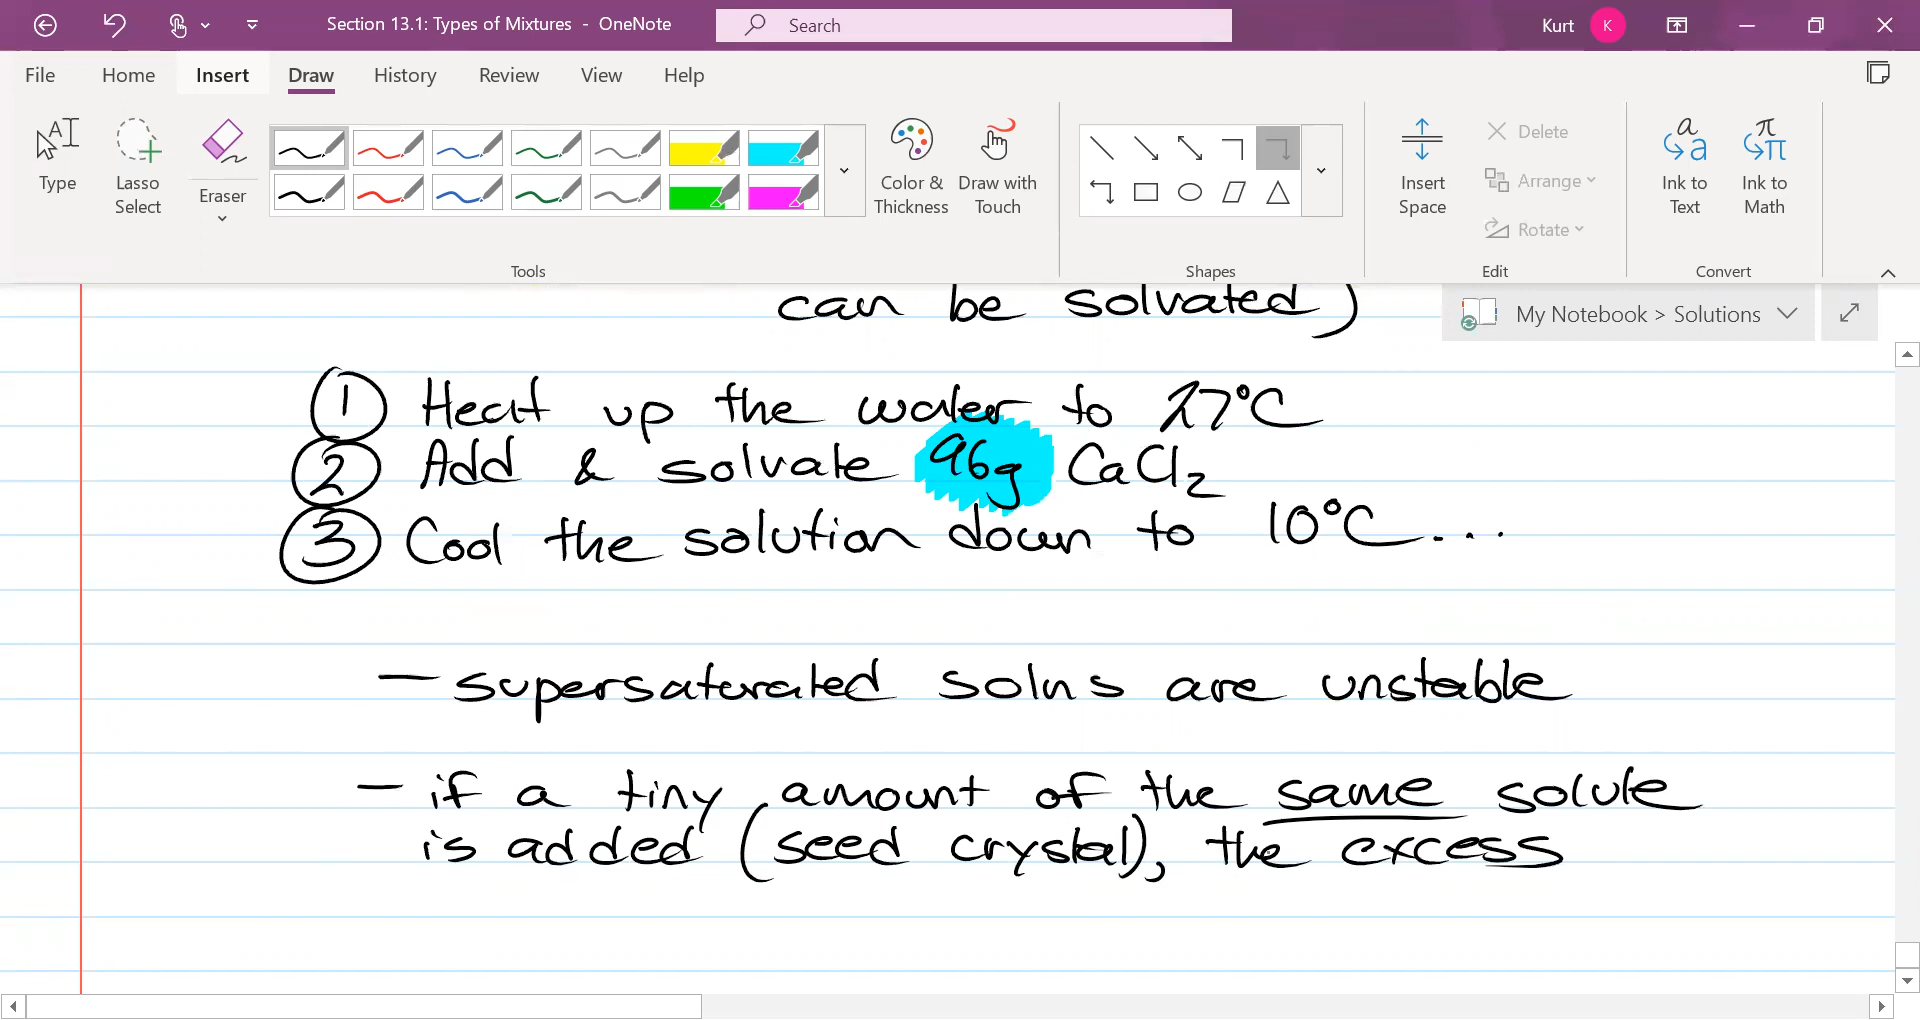 Section 13.1: Types of Mixtures - OneNote
Search
Kurt
K
File Home Insert Draw History Review View Help
Type
Lasso Select
Eraser
Color & Thickness
Draw with Touch
Insert Space
Delete
Arrange
Rotate
Ink to Text
Ink to Math
Tools
Shapes
Edit
Convert
My Notebook > Solutions
can be solvated)
① Heat up the water to 27°C
② Add & solvate 96g CaCl₂
③ Cool the solution down to 10°C...
- supersaturated solns are unstable
- if a tiny amount of the same solute
is added (seed crystal), the excess